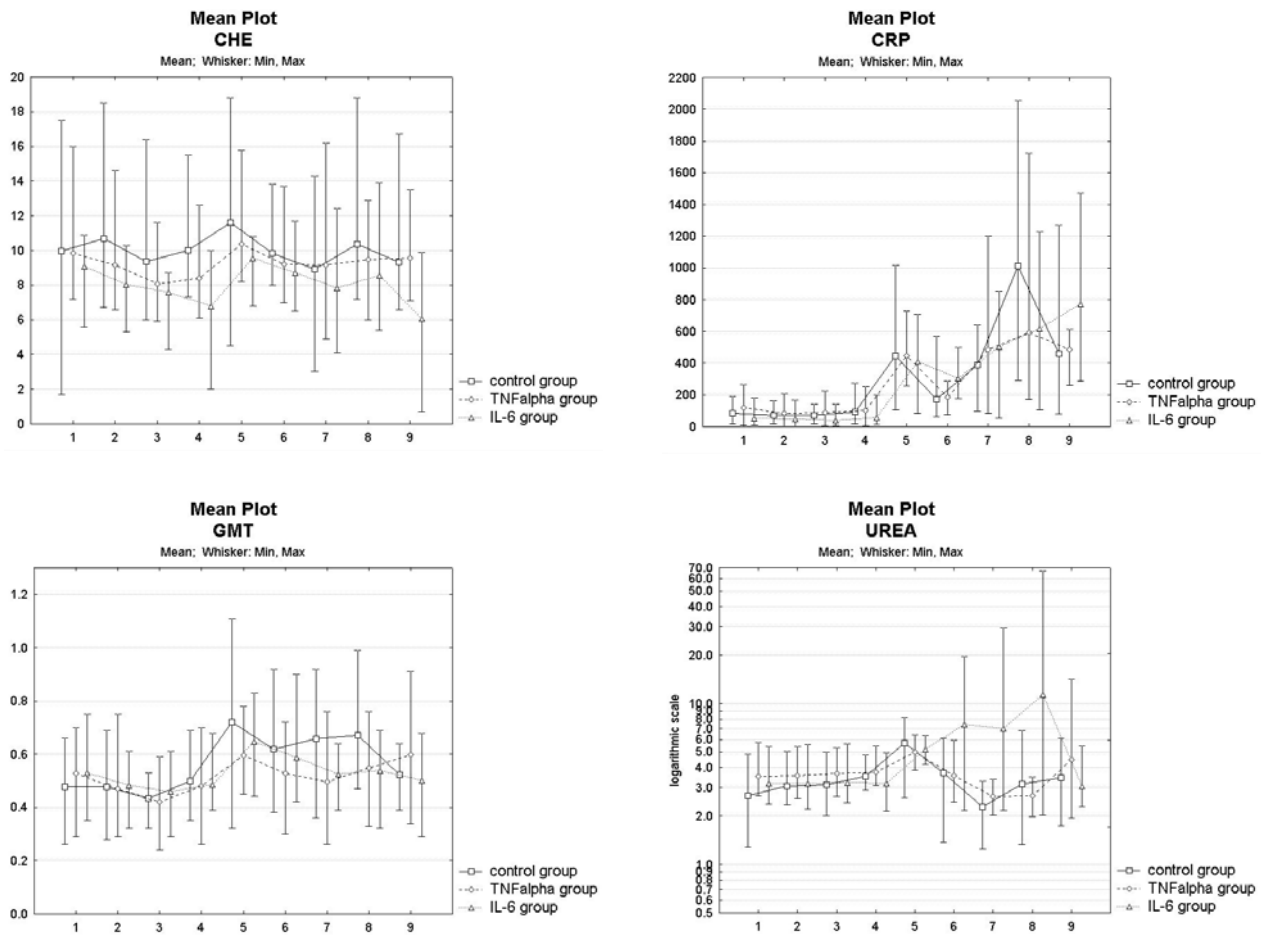 Mean Plot
CHE
Mean; Whisker: Min, Max
20
18
16
14
12
10
8
6
4
2
0
1 2 3 4 5 6 7 8 9
control group
TNFalpha group
IL-6 group
Mean Plot
CRP
Mean; Whisker: Min, Max
2200
2000
1800
1600
1400
1200
1000
800
600
400
200
0
1 2 3 4 5 6 7 8 9
control group
TNFalpha group
IL-6 group
Mean Plot
GMT
Mean; Whisker: Min, Max
1.2
1.0
0.8
0.6
0.4
0.2
0.0
1 2 3 4 5 6 7 8 9
control group
TNFalpha group
IL-6 group
Mean Plot
UREA
Mean; Whisker: Min, Max
logarithmic scale
70.0
60.0
50.0
40.0
30.0
20.0
10.0
9.0
8.0
7.0
6.0
5.0
4.0
3.0
2.0
1.0
0.9
0.8
0.7
0.6
0.5
1 2 3 4 5 6 7 8 9
control group
TNFalpha group
IL-6 group